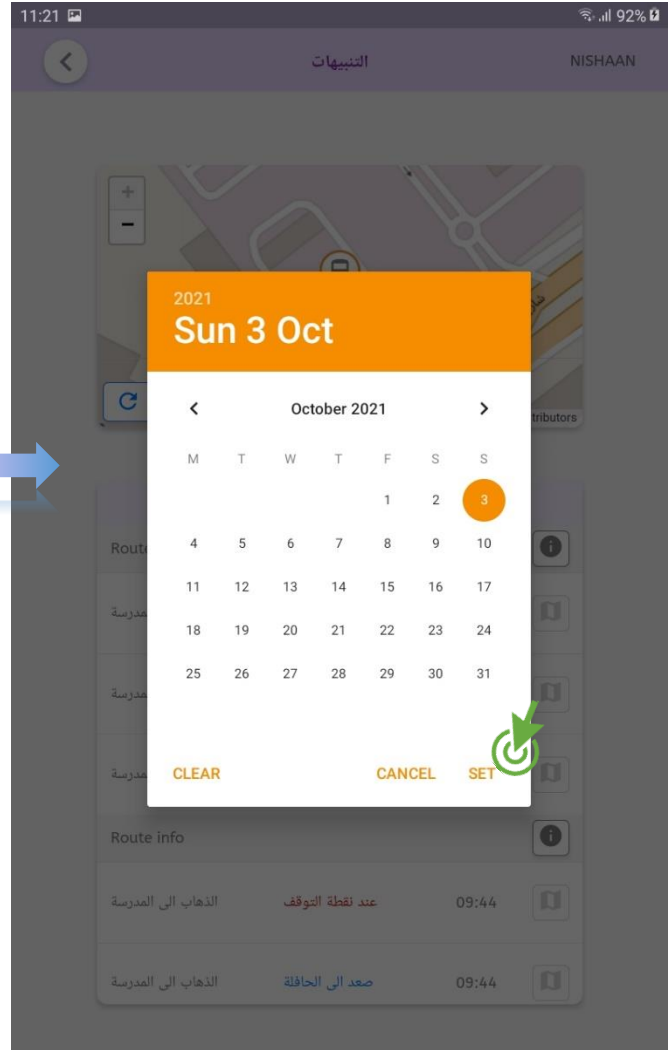 11:21 92%
التنبيهات NISHAAN
+
−
2021
Sun 3 Oct
October 2021
tributors
M T W T F S S
1 2 3
4 5 6 7 8 9 10
Route
11 12 13 14 15 16 17
18 19 20 21 22 23 24
25 26 27 28 29 30 31
CLEAR CANCEL SET
Route info
الذهاب الى المدرسة عند نقطة التوقف 09:44
الذهاب الى المدرسة صعد الى الحافلة 09:44